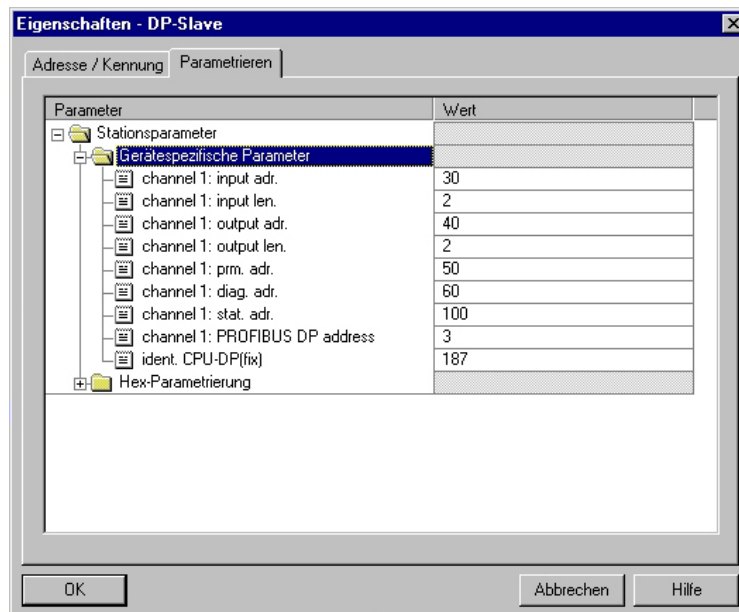 Eigenschaften - DP-Slave
Adresse / Kennung Parametrieren
Parameter Wert
Stationsparameter
Gerätespezifische Parameter
channel 1: input adr. 30
channel 1: input len. 2
channel 1: output adr. 40
channel 1: output len. 2
channel 1: prm. adr. 50
channel 1: diag. adr. 60
channel 1: stat. adr. 100
channel 1: PROFIBUS DP address 3
ident. CPU-DP(fix) 187
Hex-Parametrierung
OK Abbrechen Hilfe